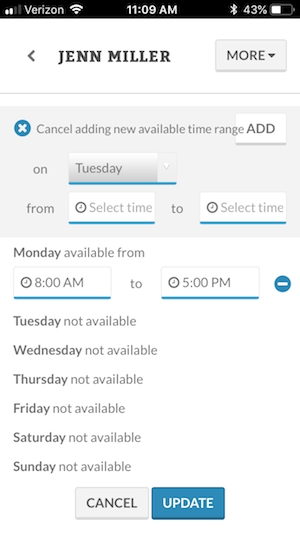 Verizon 11:09 AM 43%
JENN MILLER MORE
Cancel adding new available time range ADD
on Tuesday
from Select time to Select time
Monday available from
8:00 AM to 5:00 PM
Tuesday not available
Wednesday not available
Thursday not available
Friday not available
Saturday not available
Sunday not available
CANCEL UPDATE